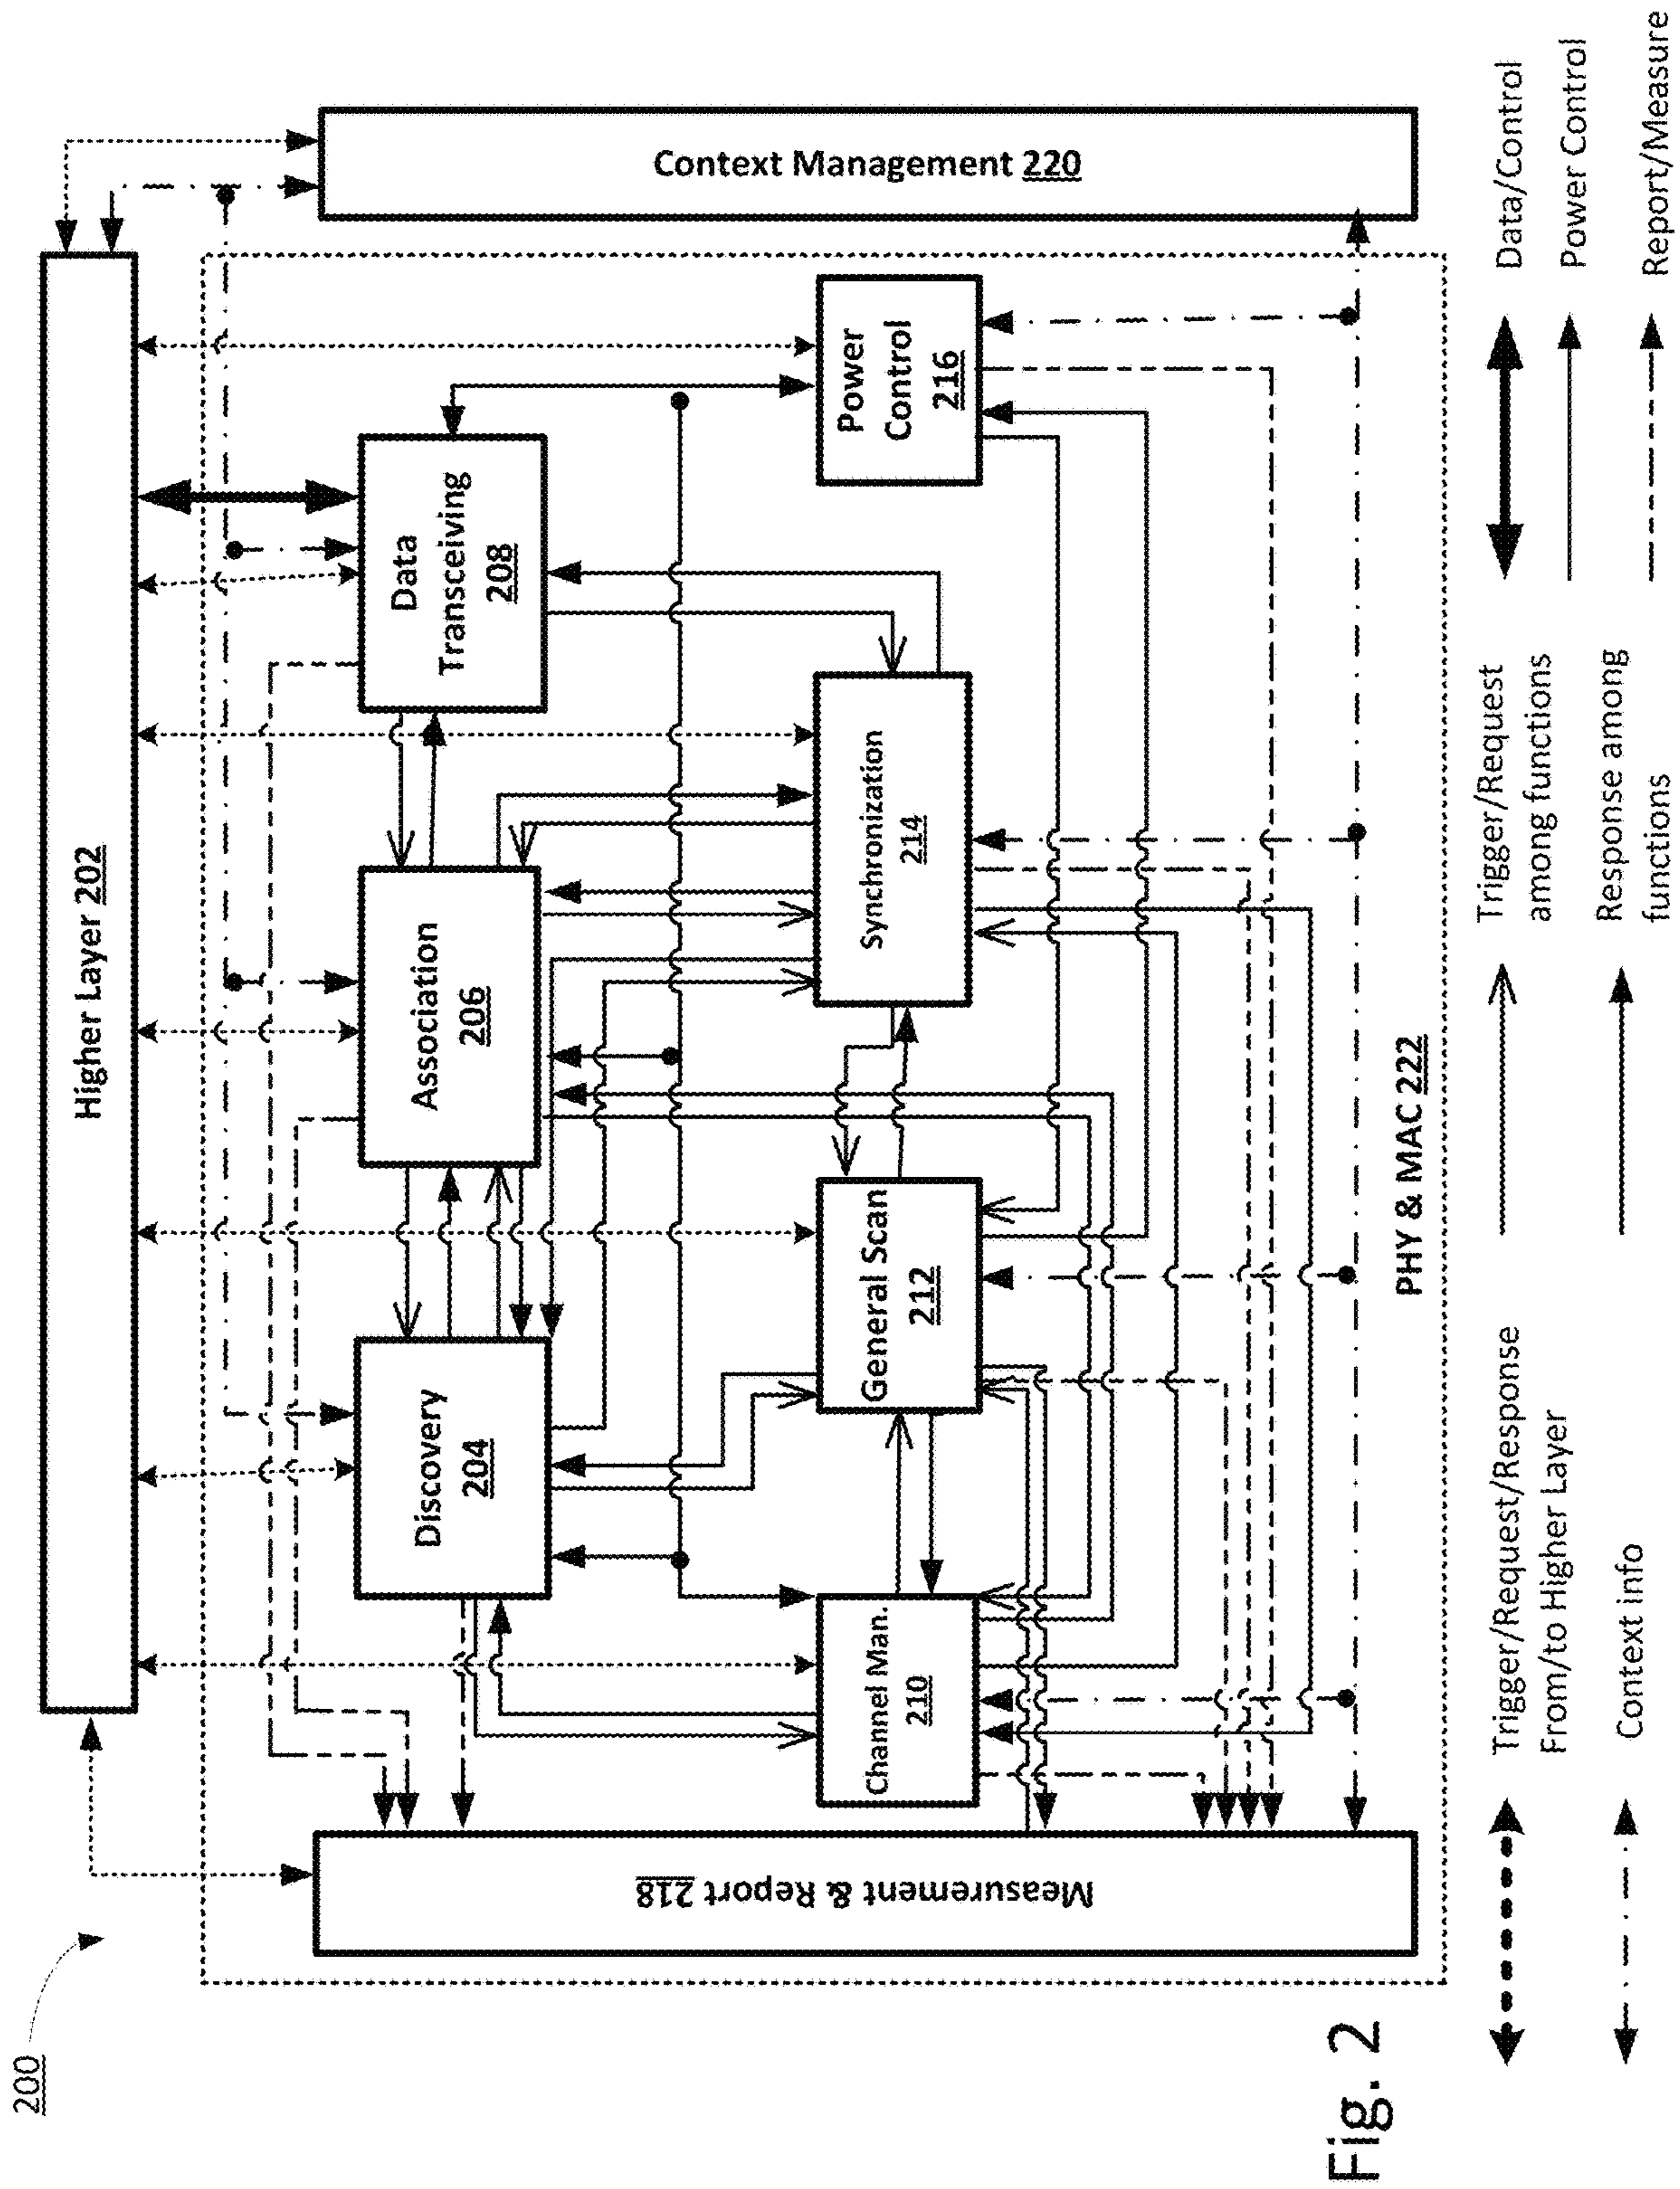 200
Higher Layer 202
Measurement & Report 218
Discovery
204
Association
206
Data
Transceiving
208
Channel Man.
210
General Scan
212
Synchronization
214
Power
Control
216
Context Management 220
PHY & MAC 222
Trigger/Request/Response
From/to Higher Layer
Trigger/Request
among functions
Data/Control
Power Control
Context info
Response among
functions
Report/Measure
Fig. 2